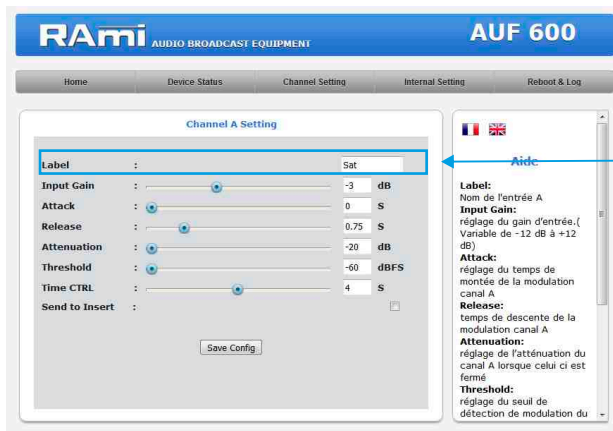 RAmi AUDIO BROADCAST EQUIPMENT
AUF 600
Home Device Status Channel Setting Internal Setting Reboot & Log
Channel A Setting
Label : Sat
Input Gain : -3 dB
Attack : 0 S
Release : 0.75 S
Attenuation : -20 dB
Threshold : -60 dBFS
Time CTRL : 4 S
Send to Insert :
Save Config
Aide
Label:
Nom de l'entrée A
Input Gain:
réglage du gain d'entrée.(
Variable de -12 dB à +12
dB)
Attack:
réglage du temps de
montée de la modulation
canal A
Release:
temps de descente de la
modulation canal A
Attenuation:
réglage de l'atténuation du
canal A lorsque celui ci est
fermé
Threshold:
réglage du seuil de
détection de modulation du